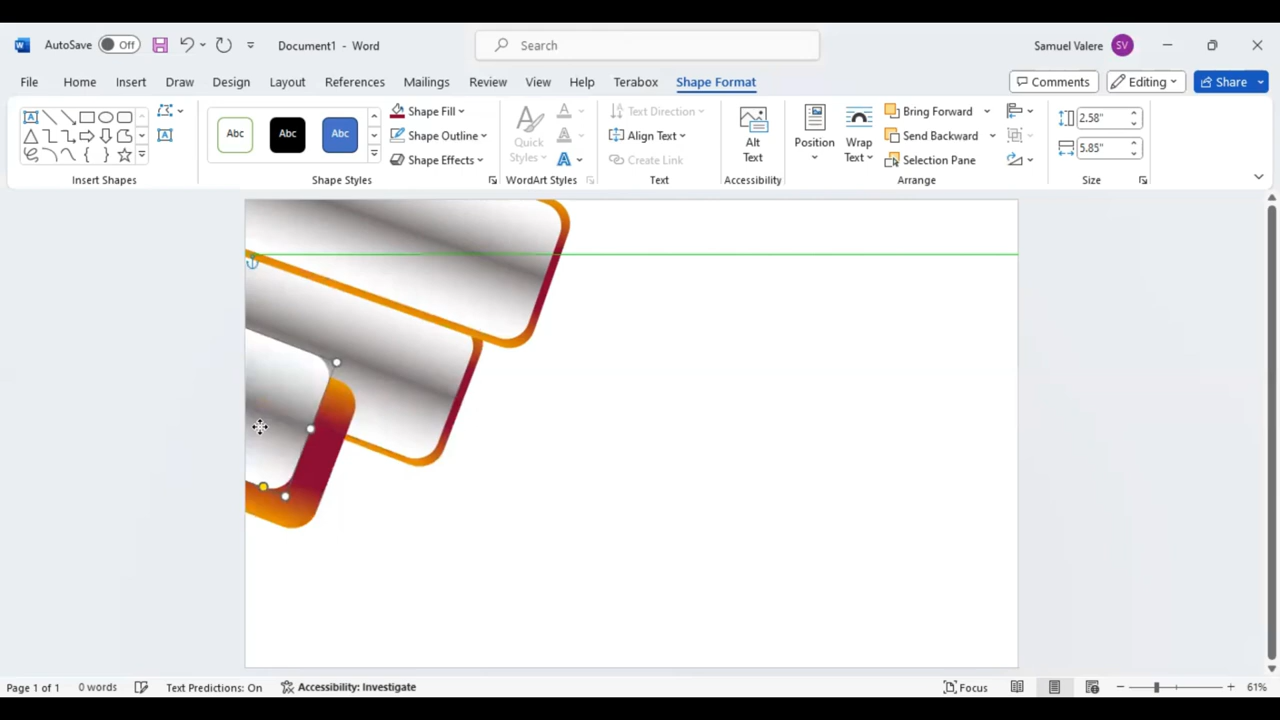 AutoSave Off Document1 - Word Search Samuel Valere SV
File Home Insert Draw Design Layout References Mailings Review View Help Terabox Shape Format Comments Editing Share
Abc Abc Abc
Shape Fill
Shape Outline
Shape Effects
Quick Styles
Text Direction
Align Text
Create Link
Alt Text
Position
Wrap Text
Bring Forward
Send Backward
Selection Pane
2.58"
5.85"
Insert Shapes Shape Styles WordArt Styles Text Accessibility Arrange Size
Page 1 of 1 0 words Text Predictions: On Accessibility: Investigate Focus 61%